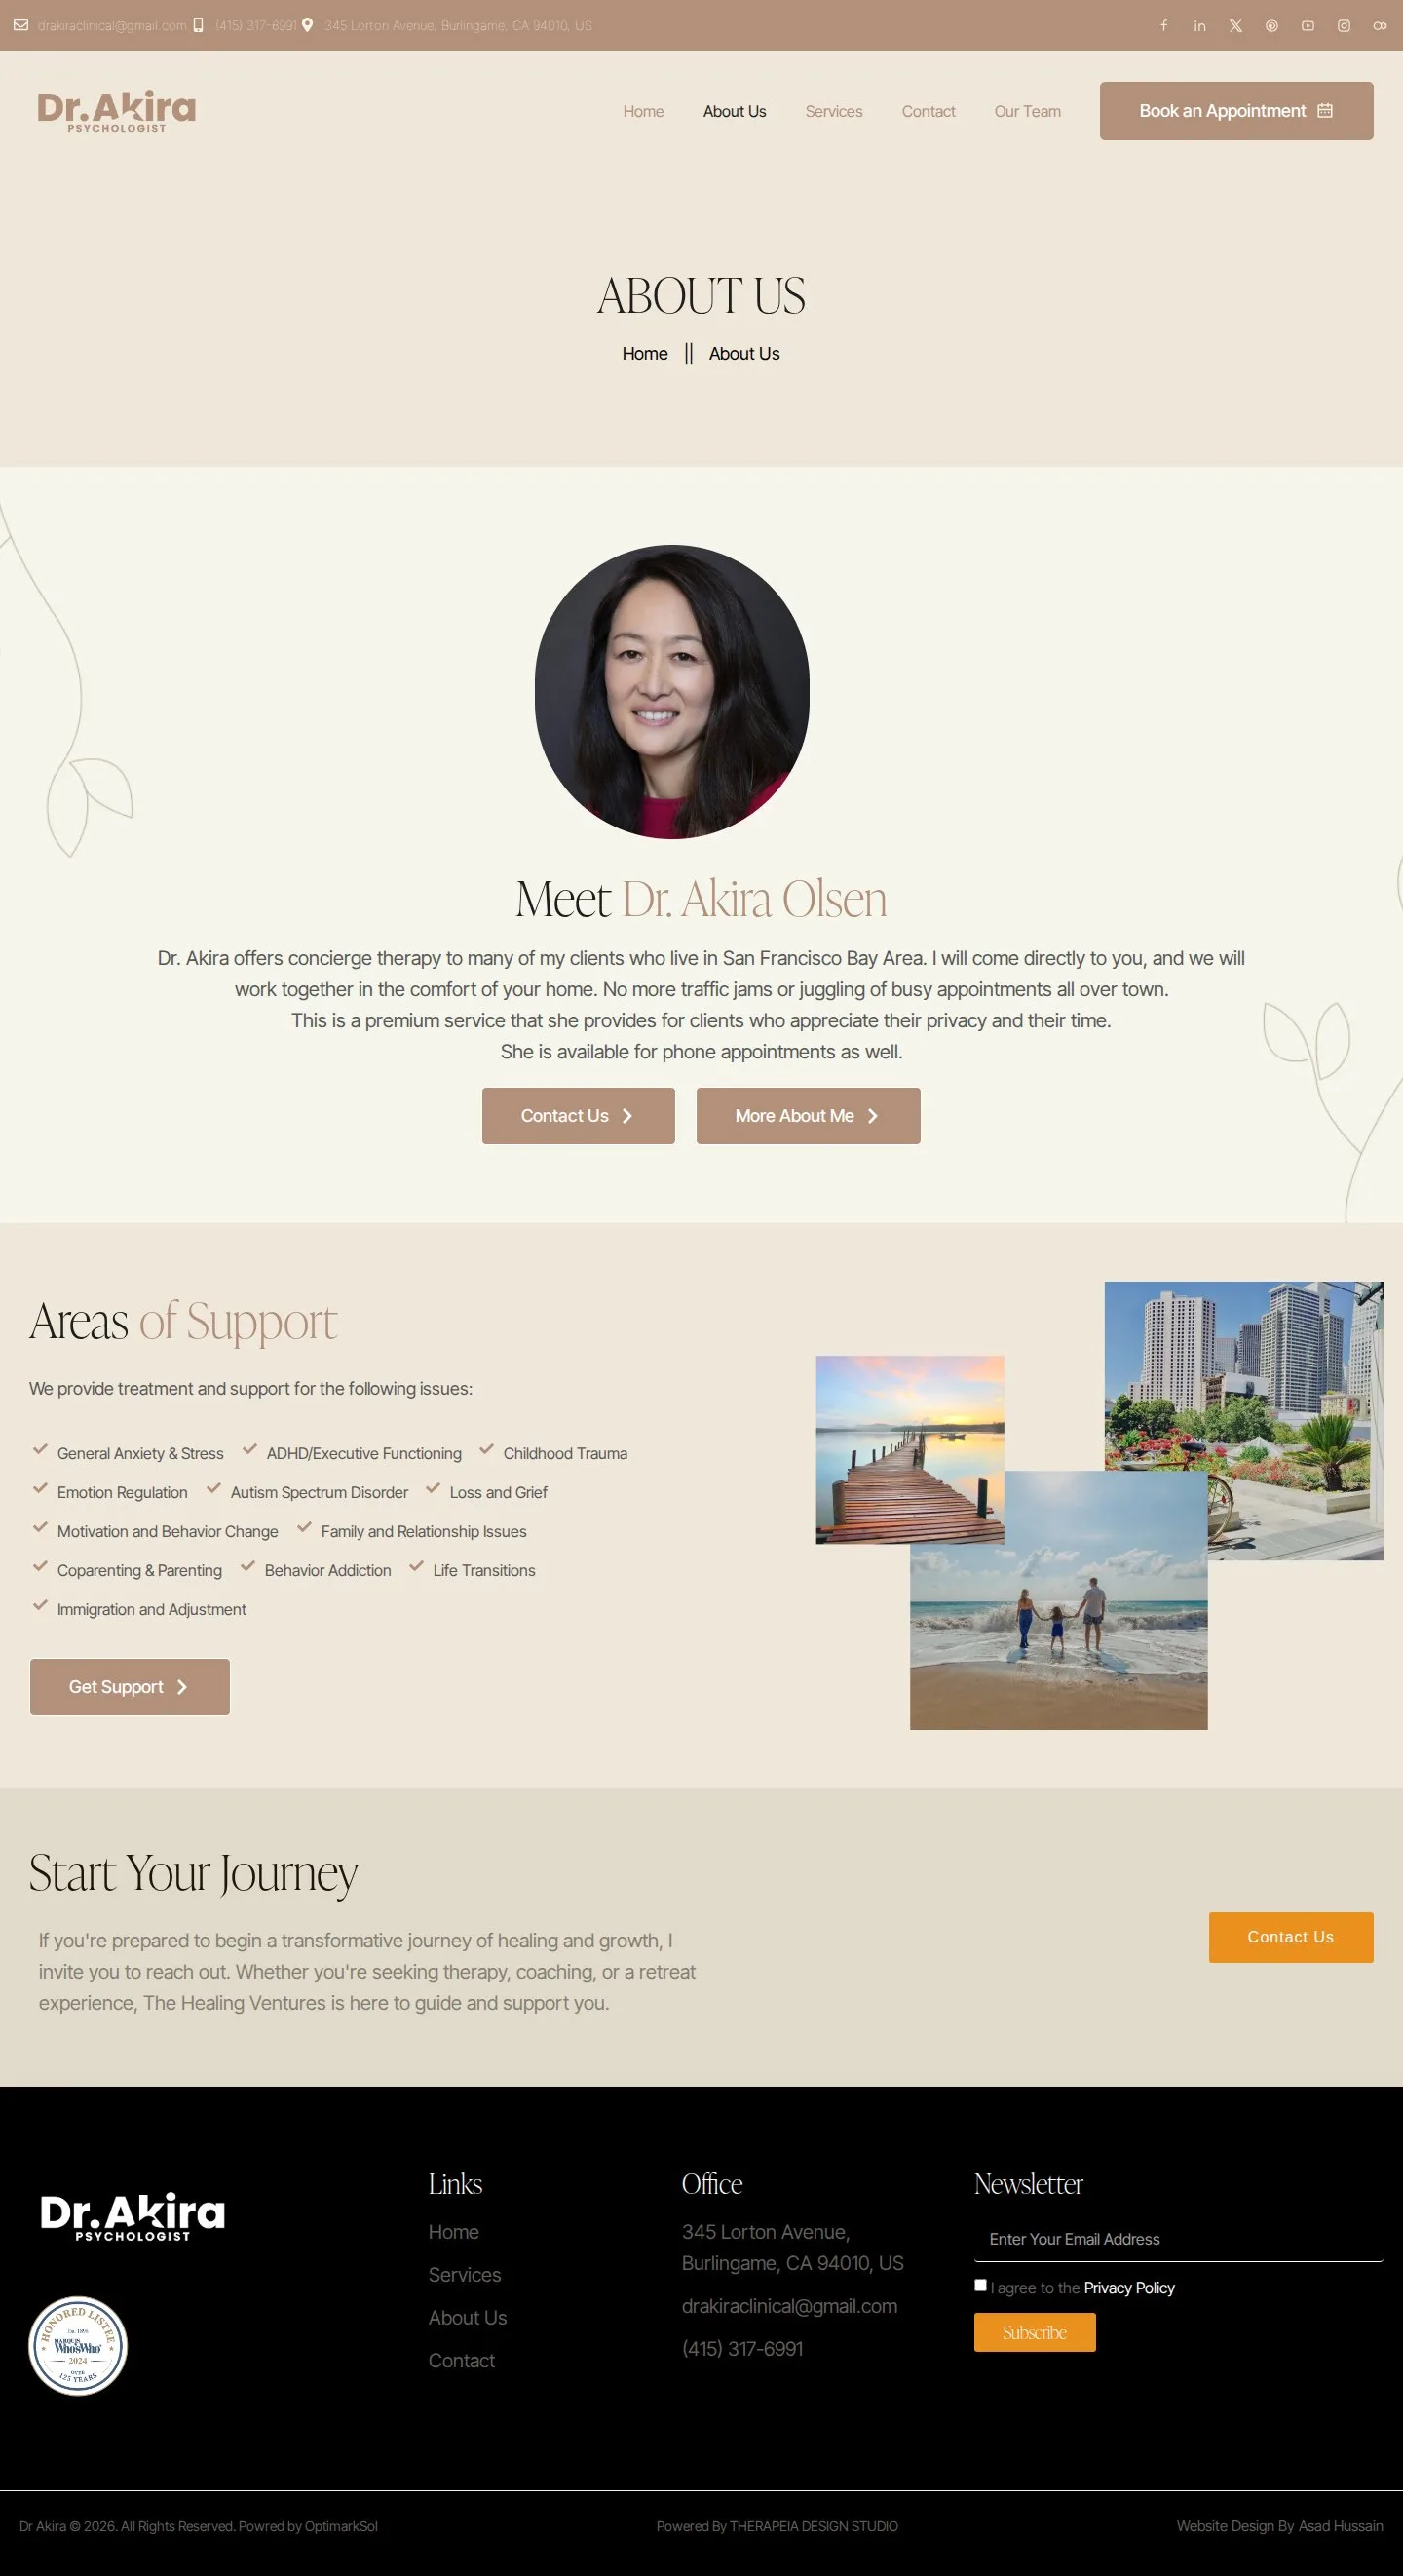 drakiraclinical@gmail.com (415) 317-6991 345 Lorton Avenue, Burlingame, CA 94010, US
Dr. Akira
PSYCHOLOGIST
Home About Us Services Contact Our Team Book an Appointment
ABOUT US
Home || About Us
Meet Dr. Akira Olsen
Dr. Akira offers concierge therapy to many of my clients who live in San Francisco Bay Area. I will come directly to you, and we will
work together in the comfort of your home. No more traffic jams or juggling of busy appointments all over town.
This is a premium service that she provides for clients who appreciate their privacy and their time.
She is available for phone appointments as well.
Contact Us More About Me
Areas of Support
We provide treatment and support for the following issues:
General Anxiety & Stress ADHD/Executive Functioning Childhood Trauma
Emotion Regulation Autism Spectrum Disorder Loss and Grief
Motivation and Behavior Change Family and Relationship Issues
Coparenting & Parenting Behavior Addiction Life Transitions
Immigration and Adjustment
Get Support
Start Your Journey
If you're prepared to begin a transformative journey of healing and growth, I
invite you to reach out. Whether you're seeking therapy, coaching, or a retreat
experience, The Healing Ventures is here to guide and support you.
Contact Us
Dr. Akira
PSYCHOLOGIST
HONORED LISTEE
Est. 1898
MARQUIS
Who'sWho
2024
OVER
125 YEARS
Links
Home
Services
About Us
Contact
Office
345 Lorton Avenue,
Burlingame, CA 94010, US
drakiraclinical@gmail.com
(415) 317-6991
Newsletter
Enter Your Email Address
I agree to the Privacy Policy
Subscribe
Dr Akira © 2026. All Rights Reserved. Powred by OptimarkSol
Powered By THERAPEIA DESIGN STUDIO
Website Design By Asad Hussain